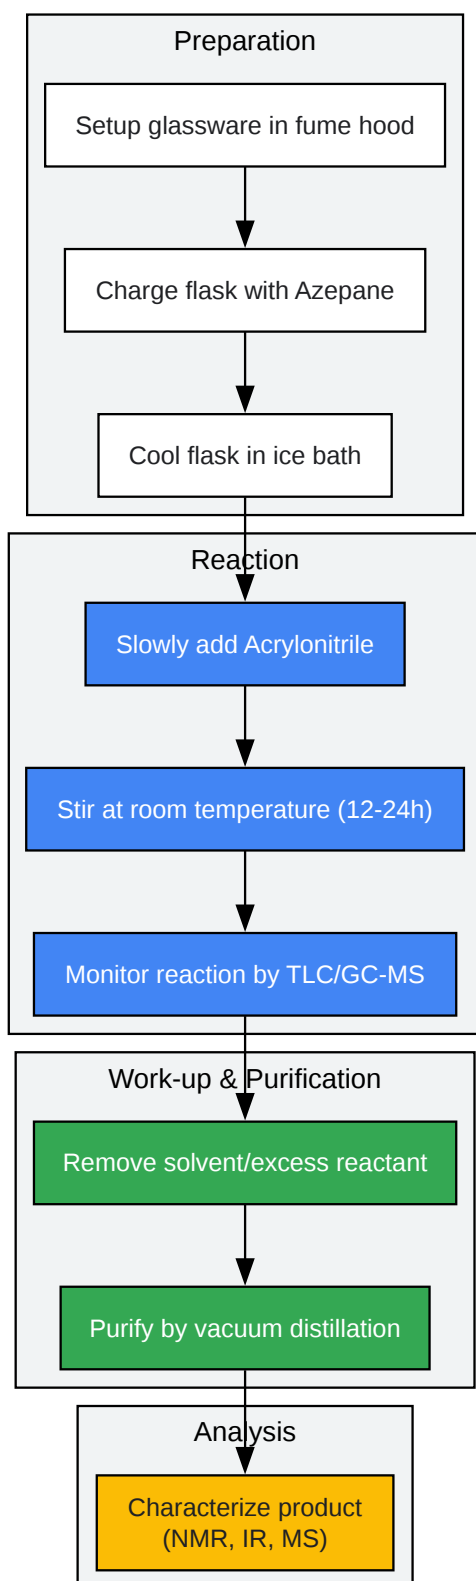 Preparation
Setup glassware in fume hood
Charge flask with Azepane
Cool flask in ice bath
Reaction
Slowly add Acrylonitrile
Stir at room temperature (12-24h)
Monitor reaction by TLC/GC-MS
Work-up & Purification
Remove solvent/excess reactant
Purify by vacuum distillation
Analysis
Characterize product
(NMR, IR, MS)